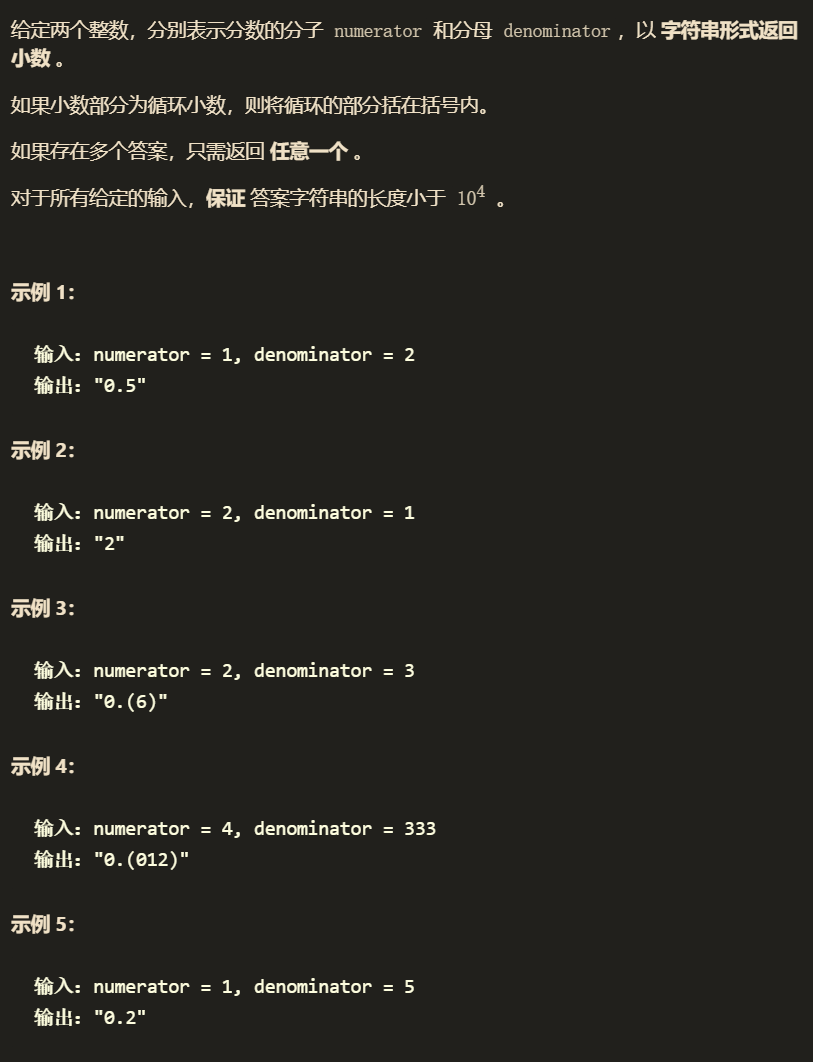 给定两个整数，分别表示分数的分子 numerator 和分母 denominator，以 字符串形式返回
小数 。
如果小数部分为循环小数，则将循环的部分括在括号内。
如果存在多个答案，只需返回 任意一个 。
对于所有给定的输入，保证 答案字符串的长度小于 10⁴ 。
示例 1：
输入：numerator = 1, denominator = 2
输出："0.5"
示例 2：
输入：numerator = 2, denominator = 1
输出："2"
示例 3：
输入：numerator = 2, denominator = 3
输出："0.(6)"
示例 4：
输入：numerator = 4, denominator = 333
输出："0.(012)"
示例 5：
输入：numerator = 1, denominator = 5
输出："0.2"